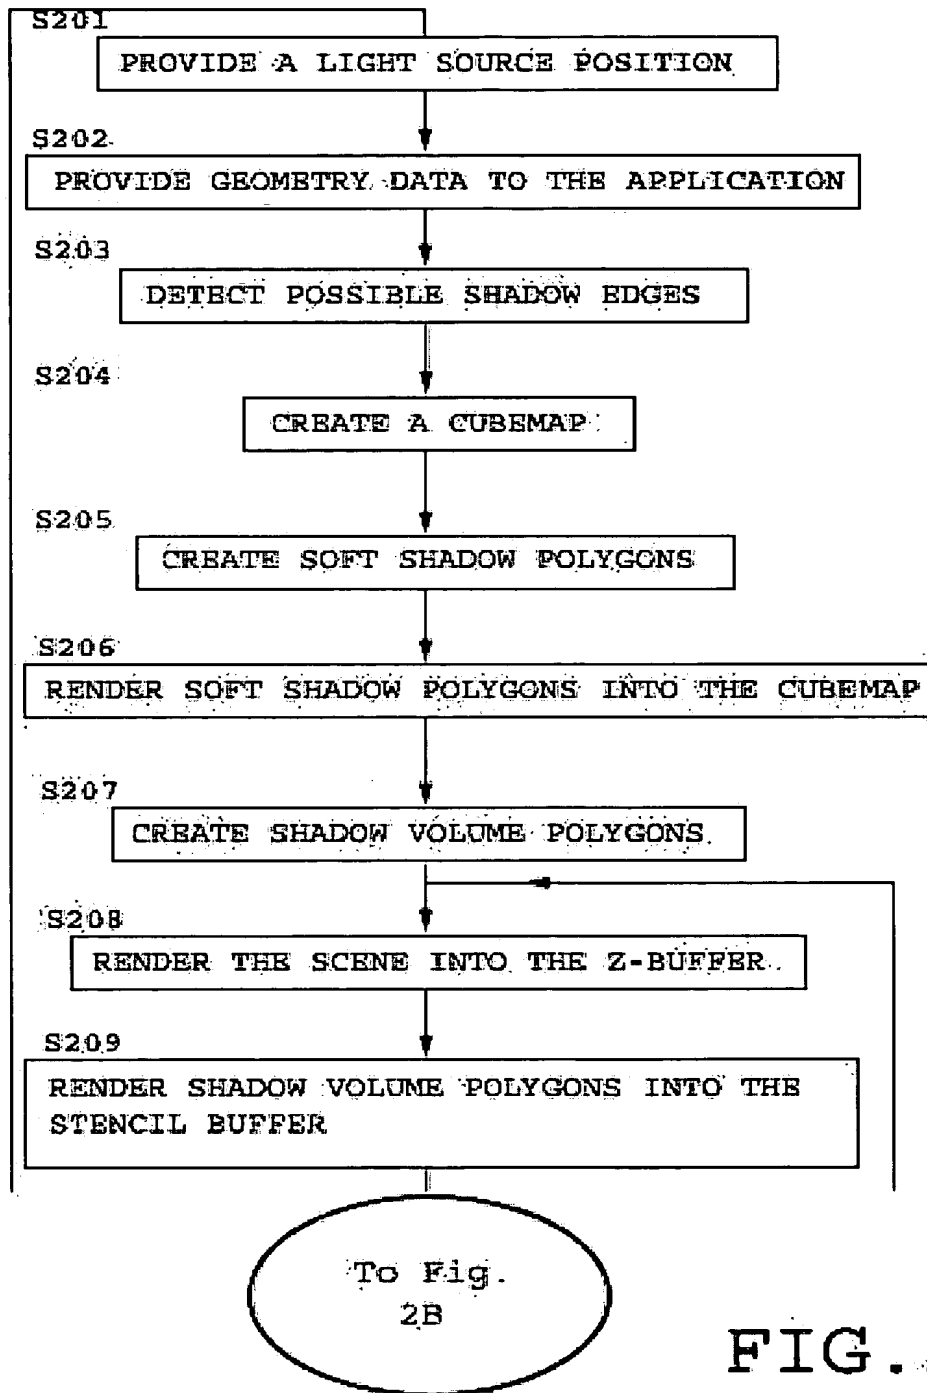 S201
PROVIDE A LIGHT SOURCE POSITION
S202
PROVIDE GEOMETRY DATA TO THE APPLICATION
S203
DETECT POSSIBLE SHADOW EDGES
S204
CREATE A CUBEMAP
S205
CREATE SOFT SHADOW POLYGONS
S206
RENDER SOFT SHADOW POLYGONS INTO THE CUBEMAP
S207
CREATE SHADOW VOLUME POLYGONS
S208
RENDER THE SCENE INTO THE Z-BUFFER
S209
RENDER SHADOW VOLUME POLYGONS INTO THE
STENCIL BUFFER
To Fig.
2B
FIG.